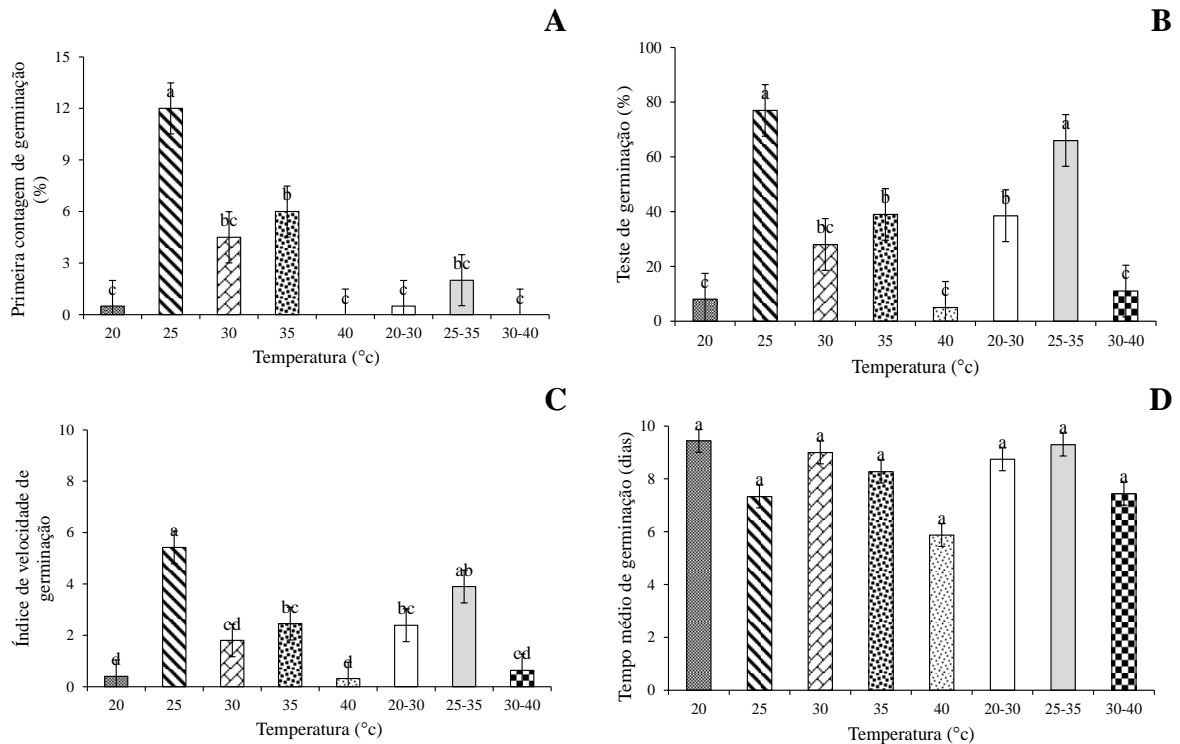 A
Primeira contagem de germinação
(%)
15
12
9
6
3
0
c
a
bc
b
c
c
bc
c
20
25
30
35
40
20-30
25-35
30-40
Temperatura (°c)
B
Teste de germinação (%)
100
80
60
40
20
0
c
a
bc
b
c
b
a
c
20
25
30
35
40
20-30
25-35
30-40
Temperatura (°c)
C
Índice de velocidade de
germinação
10
8
6
4
2
0
d
a
cd
bc
d
bc
ab
cd
20
25
30
35
40
20-30
25-35
30-40
Temperatura (°c)
D
Tempo médio de germinação (dias)
10
8
6
4
2
0
a
a
a
a
a
a
a
a
20
25
30
35
40
20-30
25-35
30-40
Temperatura (°c)